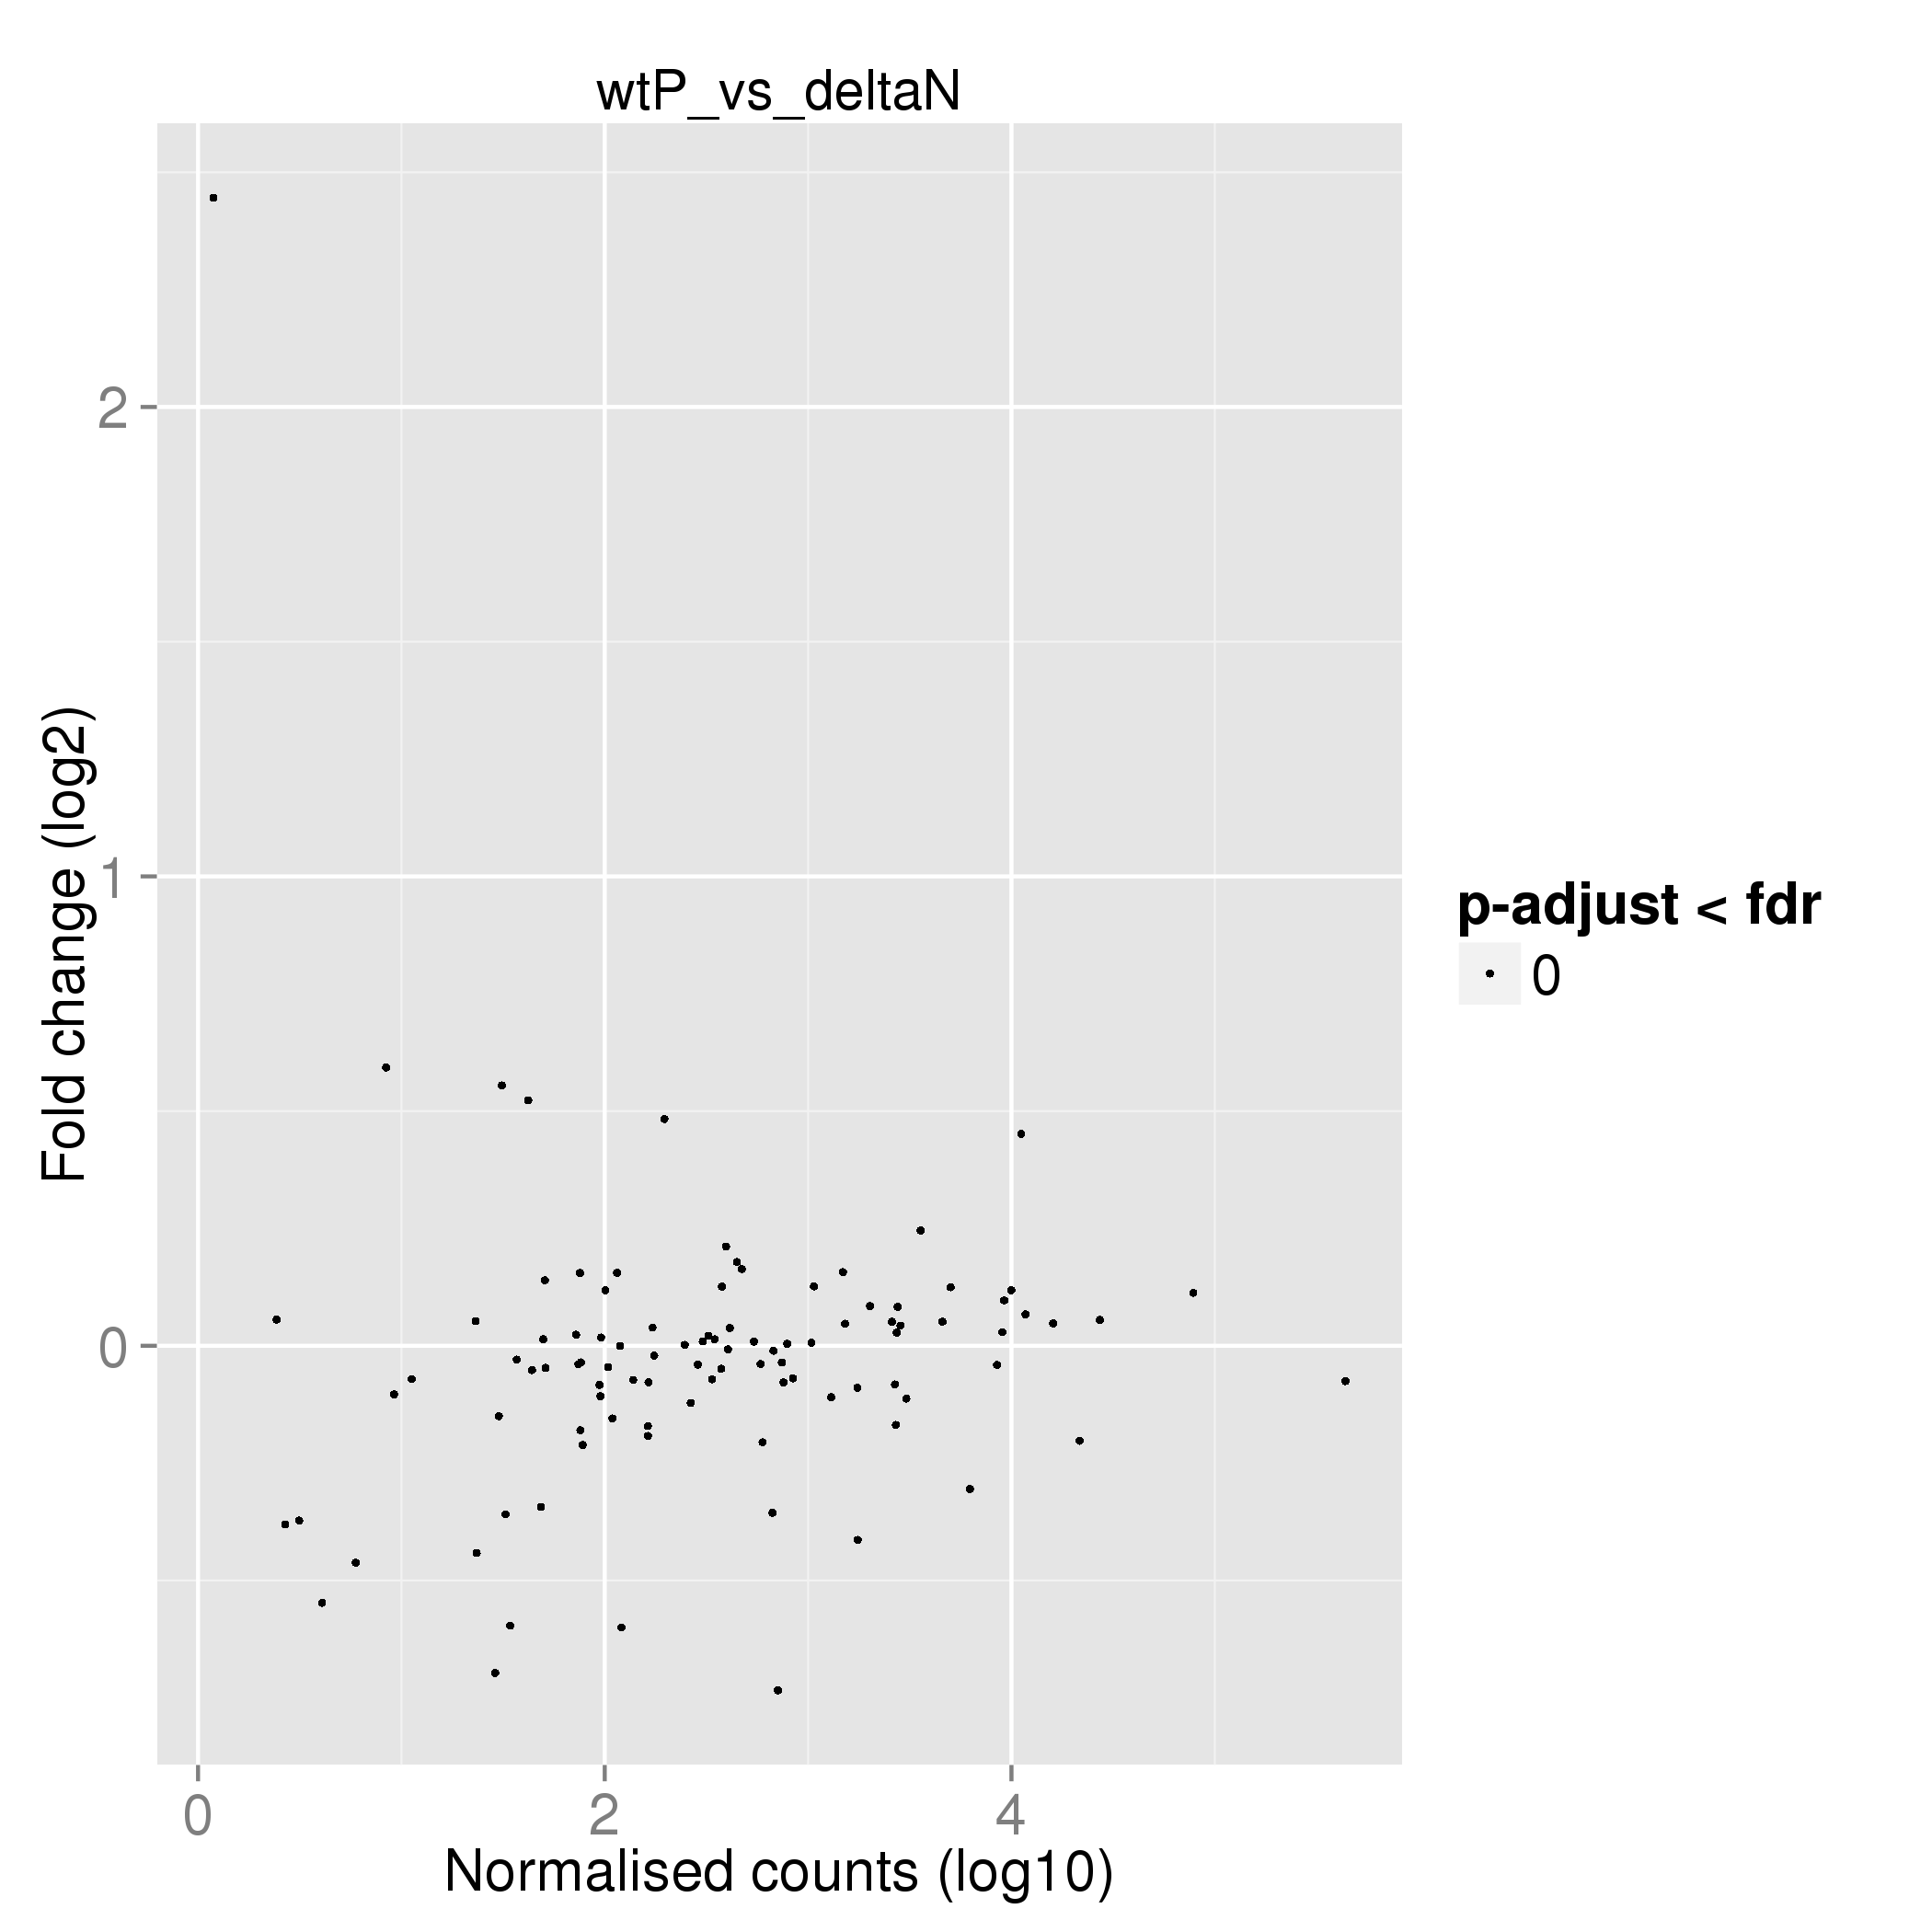 wtP_vs_deltaN
Fold change (log2)
2
1
0
0
2
4
Normalised counts (log10)
p-adjust < fdr
0